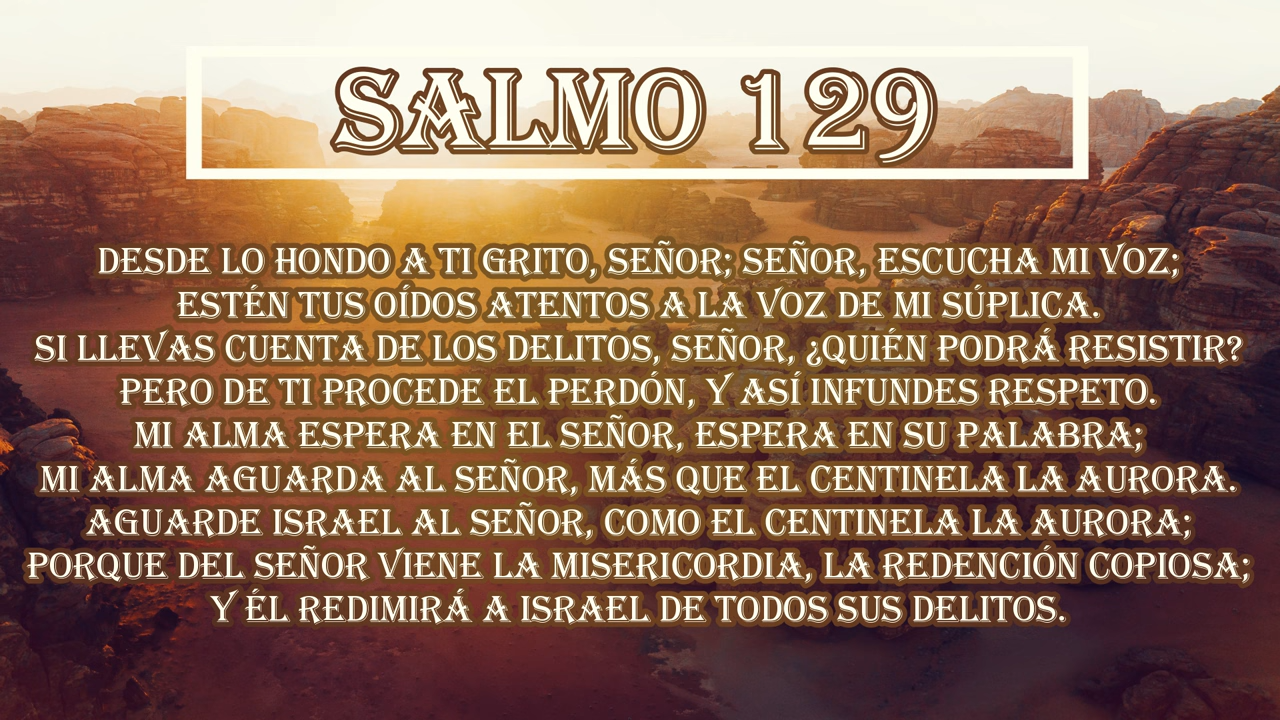 SALMO 129
DESDE LO HONDO A TI GRITO, SEÑOR; SEÑOR, ESCUCHA MI VOZ;
ESTÉN TUS OÍDOS ATENTOS A LA VOZ DE MI SÚPLICA.
SI LLEVAS CUENTA DE LOS DELITOS, SEÑOR, ¿QUIÉN PODRÁ RESISTIR?
PERO DE TI PROCEDE EL PERDÓN, Y ASÍ INFUNDES RESPETO.
MI ALMA ESPERA EN EL SEÑOR, ESPERA EN SU PALABRA;
MI ALMA AGUARDA AL SEÑOR, MÁS QUE EL CENTINELA LA AURORA.
AGUARDE ISRAEL AL SEÑOR, COMO EL CENTINELA LA AURORA;
PORQUE DEL SEÑOR VIENE LA MISERICORDIA, LA REDENCIÓN COPIOSA;
Y ÉL REDIMIRÁ A ISRAEL DE TODOS SUS DELITOS.